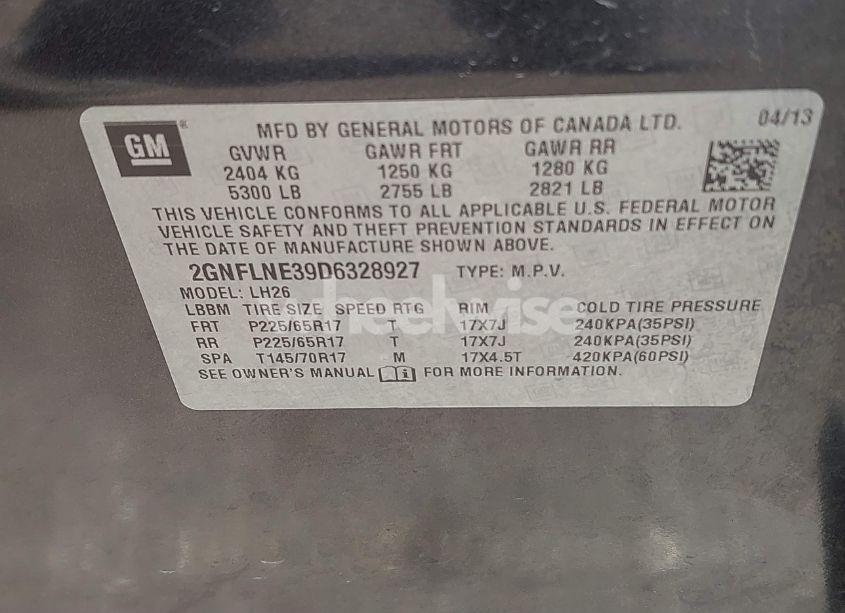 GM® MFD BY GENERAL MOTORS OF CANADA LTD. 04/13
GVWR GAWR FRT GAWR RR
2404 KG 1250 KG 1280 KG
5300 LB 2755 LB 2821 LB
THIS VEHICLE CONFORMS TO ALL APPLICABLE U.S. FEDERAL MOTOR
VEHICLE SAFETY AND THEFT PREVENTION STANDARDS IN EFFECT ON
THE DATE OF MANUFACTURE SHOWN ABOVE.
2GNFLNE39D6328927 TYPE: M.P.V.
MODEL: LH26
wheelwise
LBBM TIRE SIZE SPEED RTG RIM COLD TIRE PRESSURE
FRT P225/65R17 T 17X7J 240KPA(35PSI)
RR P225/65R17 T 17X7J 240KPA(35PSI)
SPA T145/70R17 M 17X4.5T 420KPA(60PSI)
SEE OWNER'S MANUAL FOR MORE INFORMATION.